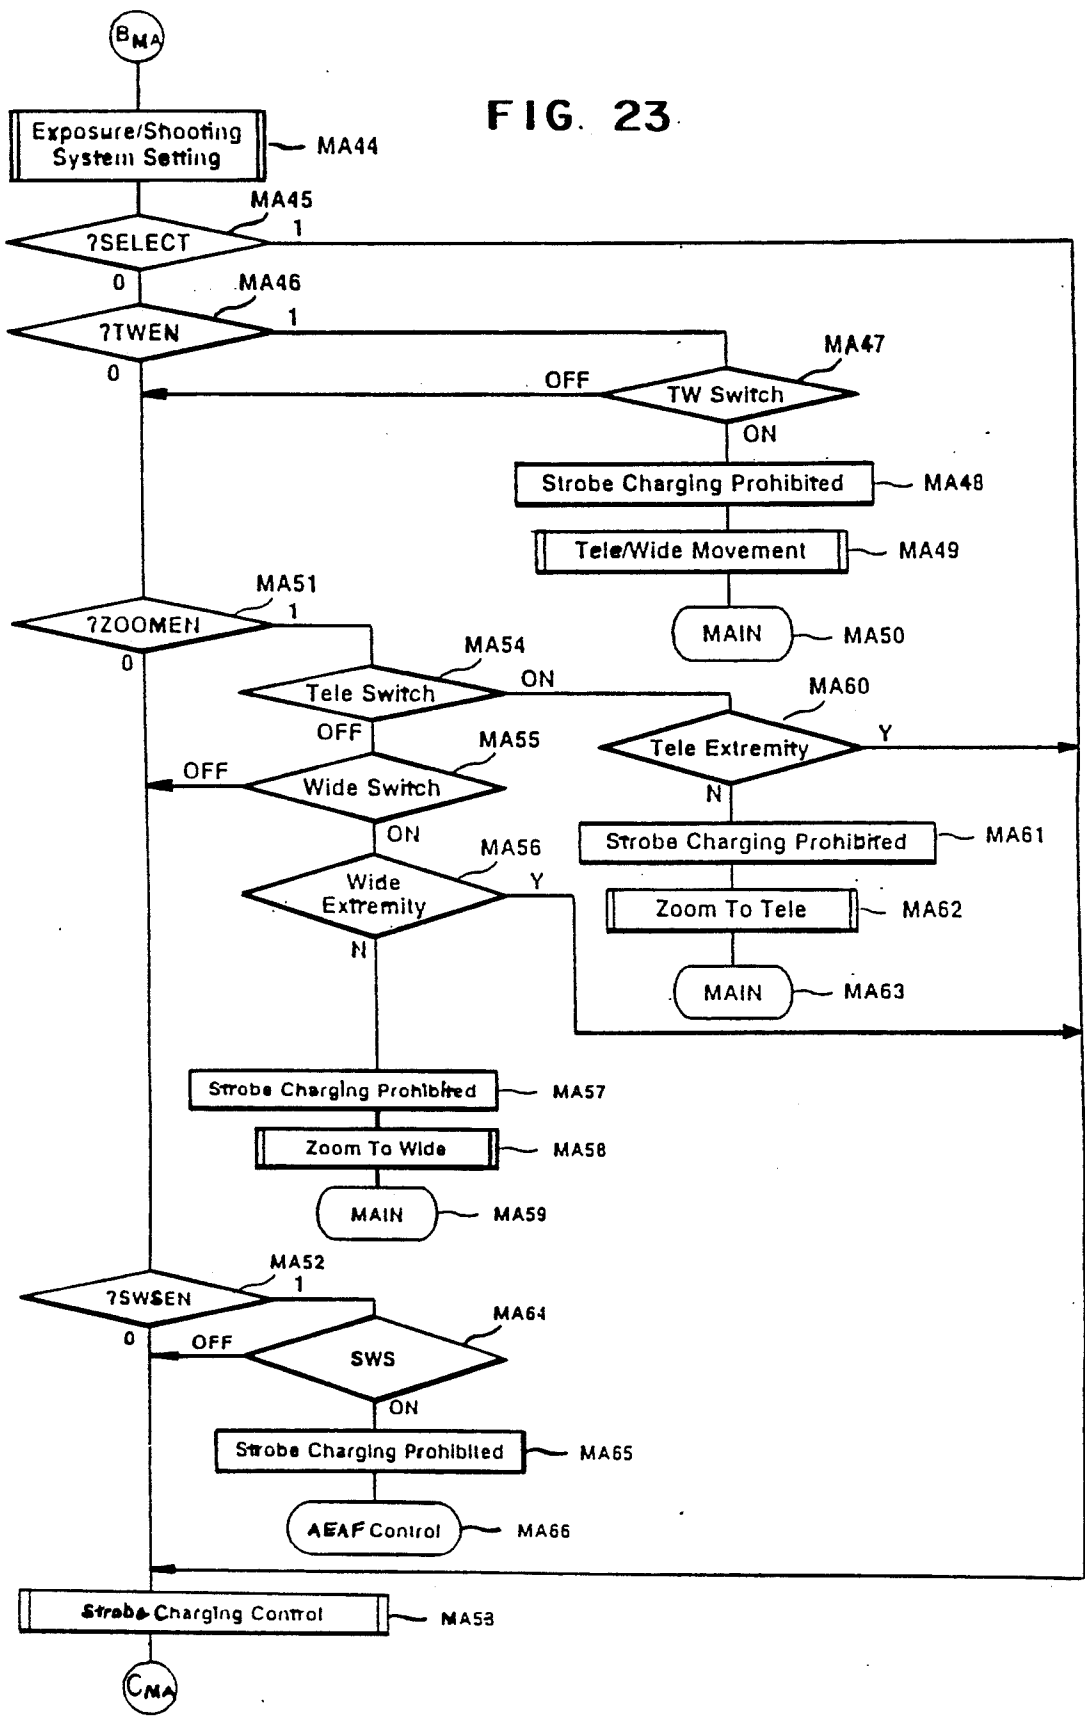 BMA
FIG. 23
Exposure/Shooting
System Setting
MA44
MA45
?SELECT
1
0
MA46
?TWEN
1
0
MA47
TW Switch
OFF
ON
Strobe Charging Prohibited
MA48
Tele/Wide Movement
MA49
MAIN
MA50
MA51
?ZOOMEN
1
0
MA54
Tele Switch
ON
OFF
MA60
Tele Extremity
Y
N
MA55
Wide Switch
OFF
ON
Strobe Charging Prohibited
MA61
MA56
Wide
Extremity
Y
N
Zoom To Tele
MA62
MAIN
MA63
Strobe Charging Prohibited
MA57
Zoom To Wide
MA58
MAIN
MA59
MA52
?SWSEN
1
0
MA64
SWS
OFF
ON
Strobe Charging Prohibited
MA65
AEAF Control
MA66
Strobe Charging Control
MA53
CMA